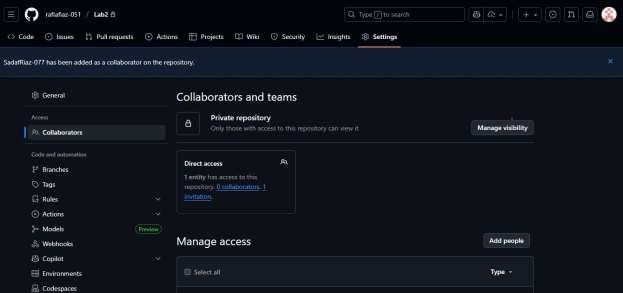 rafiafiaz-051 / Lab2
Type / to search
Code Issues Pull requests Actions Projects Wiki Security Insights Settings
SadafRiaz-077 has been added as a collaborator on the repository.
General
Access
Collaborators
Code and automation
Branches
Tags
Rules
Actions
Models Preview
Webhooks
Copilot
Environments
Codespaces
Collaborators and teams
Private repository
Only those with access to this repository can view it
Manage visibility
Direct access
1 entity has access to this
repository. 0 collaborators. 1
invitation.
Manage access
Add people
Select all
Type